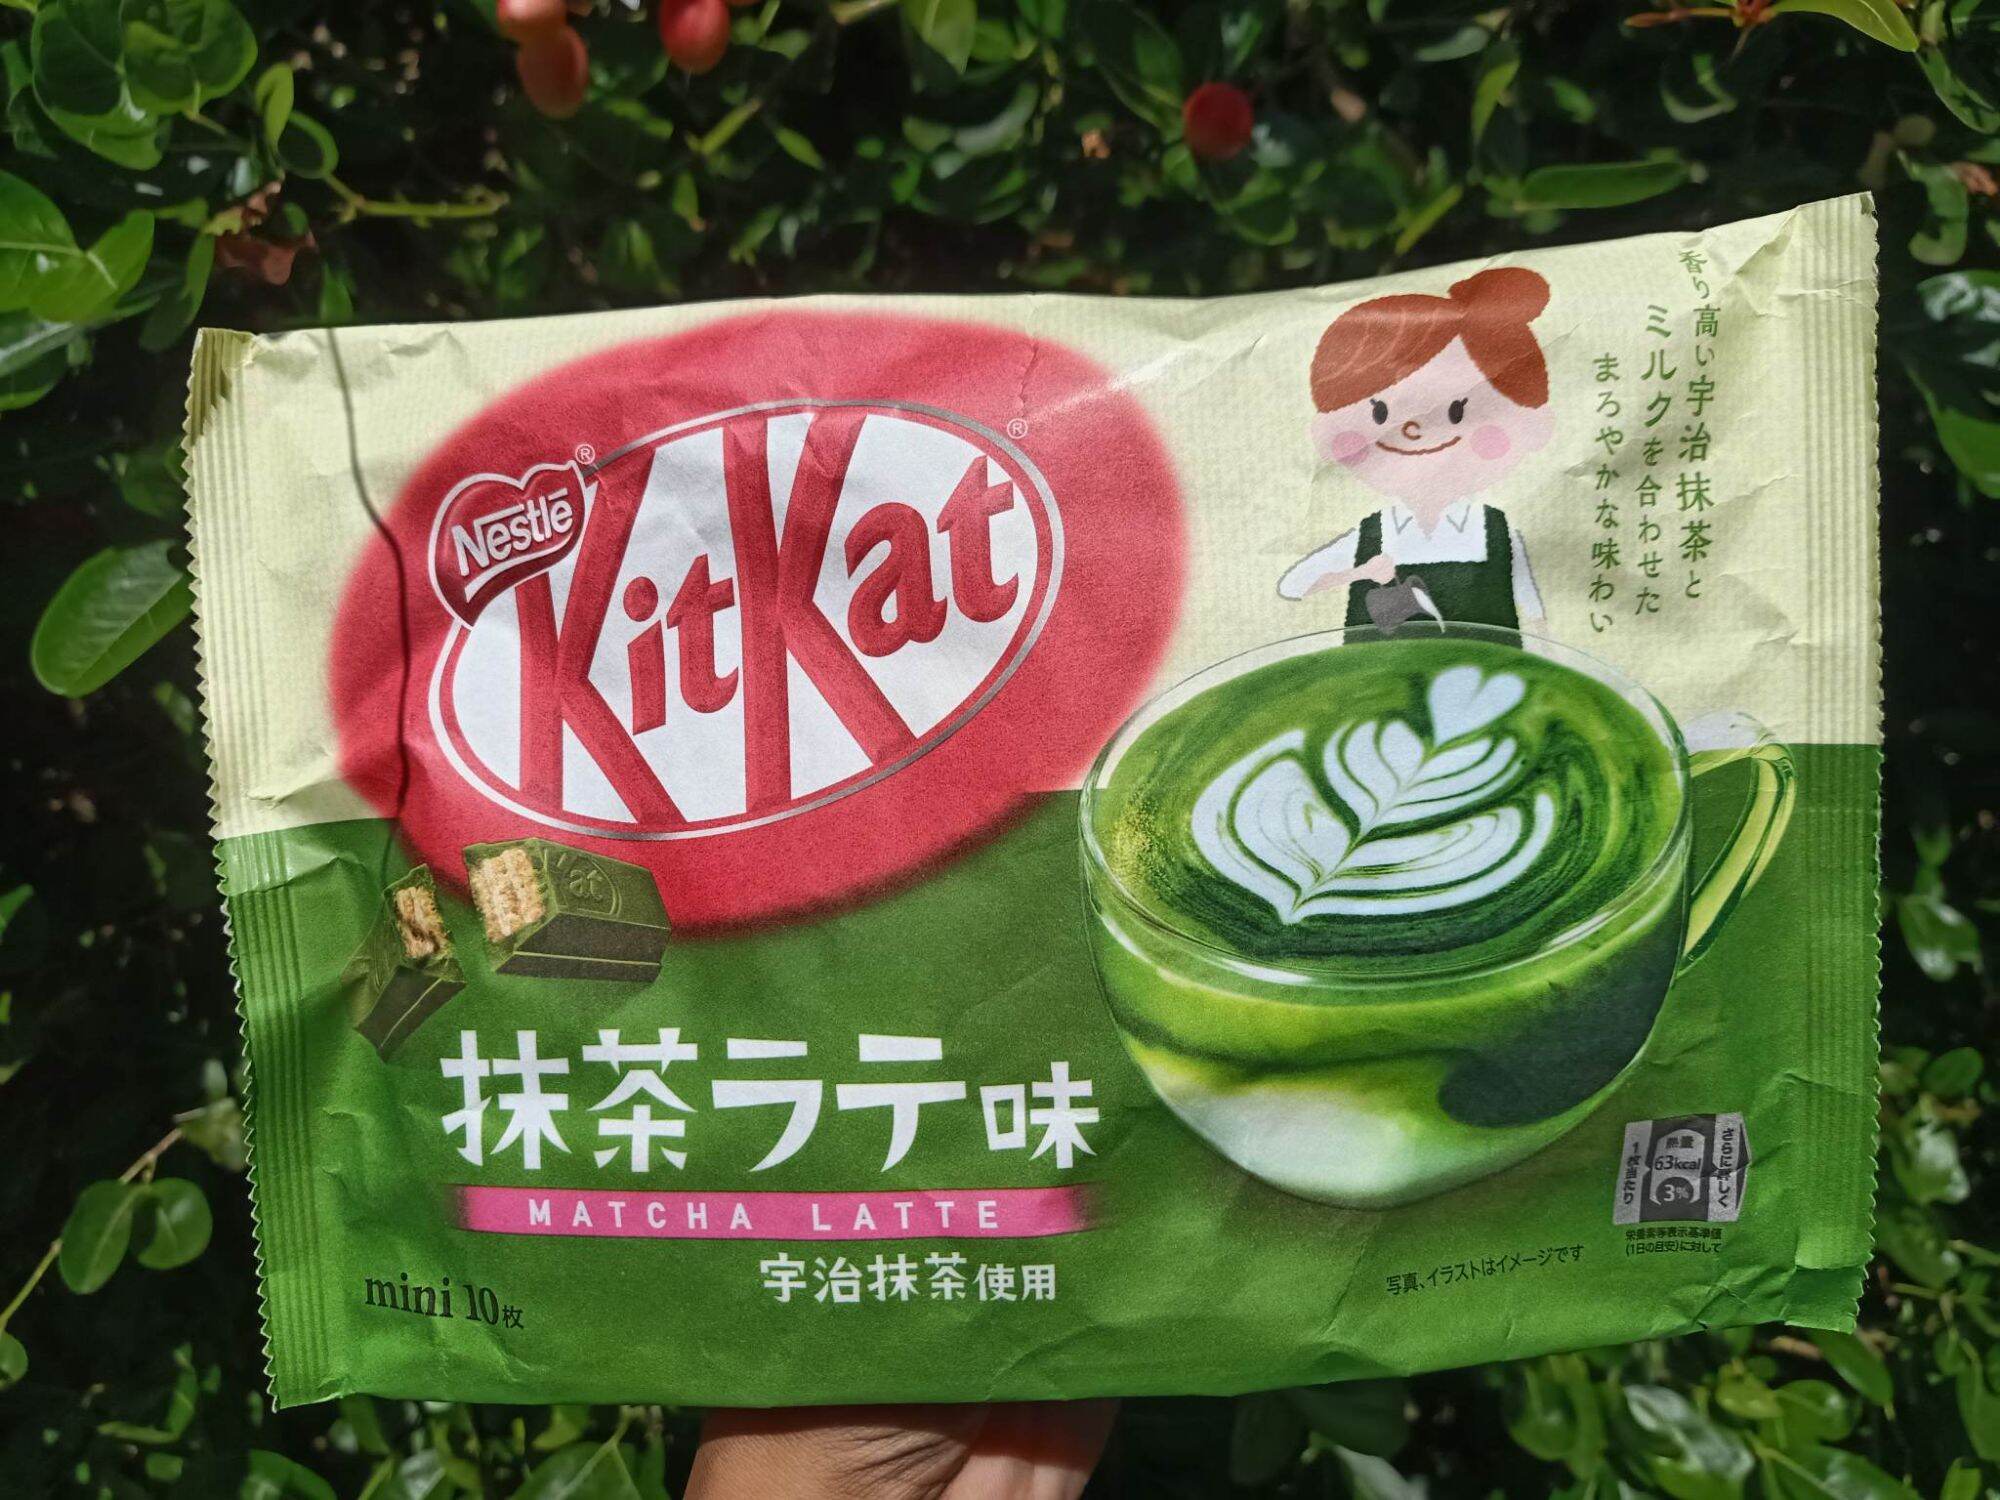 Nestlé
KitKat
香り高い宇治抹茶と
ミルクを合わせた
まろやかな味わい
抹茶ラテ味
MATCHA LATTE
宇治抹茶使用
mini 10枚
写真、イラストはイメージです
1枚当たり
熱量
63kcal
3%
さらに詳しく
栄養素等表示基準値
(1日の目安)に対して
at